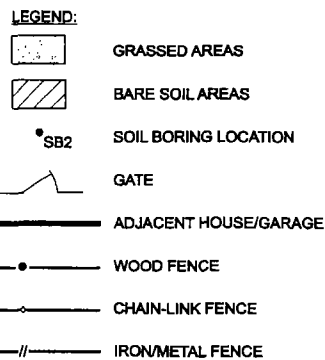 LEGEND:
GRASSED AREAS
BARE SOIL AREAS
SB2 SOIL BORING LOCATION
GATE
ADJACENT HOUSE/GARAGE
WOOD FENCE
CHAIN-LINK FENCE
IRON/METAL FENCE